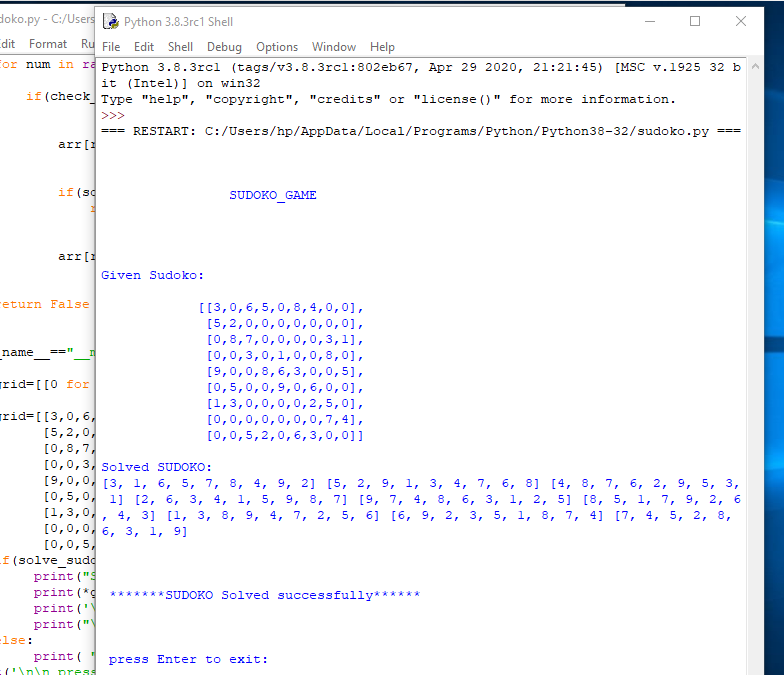 doko.py - C:/Users
Python 3.8.3rc1 Shell
Edit Format Ru
File Edit Shell Debug Options Window Help
for num in ra
if(check_
arr[r
if(so
arr[r
return False
_name__=="__m
grid=[[0 for
grid=[[3,0,6,
[5,2,0,
[0,8,7,
[0,0,3,
[9,0,0,
[0,5,0,
[1,3,0,
[0,0,0,
[0,0,5,
if(solve_sudo
print("S
print(*g
print('\
print("\
else:
print( "
t('\n\n press
Python 3.8.3rc1 (tags/v3.8.3rc1:802eb67, Apr 29 2020, 21:21:45) [MSC v.1925 32 b
it (Intel)] on win32
Type "help", "copyright", "credits" or "license()" for more information.
>>>
=== RESTART: C:/Users/hp/AppData/Local/Programs/Python/Python38-32/sudoko.py ===
SUDOKO_GAME
Given Sudoko:
[[3,0,6,5,0,8,4,0,0],
[5,2,0,0,0,0,0,0,0],
[0,8,7,0,0,0,0,3,1],
[0,0,3,0,1,0,0,8,0],
[9,0,0,8,6,3,0,0,5],
[0,5,0,0,9,0,6,0,0],
[1,3,0,0,0,0,2,5,0],
[0,0,0,0,0,0,0,7,4],
[0,0,5,2,0,6,3,0,0]]
Solved SUDOKO:
[3, 1, 6, 5, 7, 8, 4, 9, 2] [5, 2, 9, 1, 3, 4, 7, 6, 8] [4, 8, 7, 6, 2, 9, 5, 3,
1] [2, 6, 3, 4, 1, 5, 9, 8, 7] [9, 7, 4, 8, 6, 3, 1, 2, 5] [8, 5, 1, 7, 9, 2, 6
, 4, 3] [1, 3, 8, 9, 4, 7, 2, 5, 6] [6, 9, 2, 3, 5, 1, 8, 7, 4] [7, 4, 5, 2, 8,
6, 3, 1, 9]
*******SUDOKO Solved successfully******
press Enter to exit: